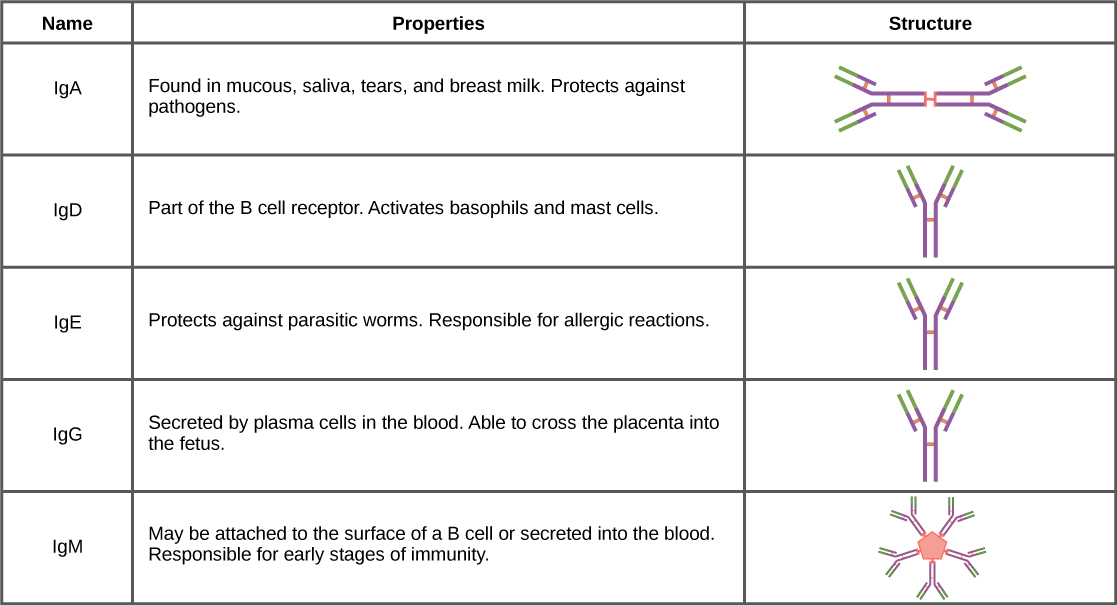 Name Properties Structure
IgA
Found in mucous, saliva, tears, and breast milk. Protects against
pathogens.
IgD
Part of the B cell receptor. Activates basophils and mast cells.
IgE
Protects against parasitic worms. Responsible for allergic reactions.
IgG
Secreted by plasma cells in the blood. Able to cross the placenta into
the fetus.
IgM
May be attached to the surface of a B cell or secreted into the blood.
Responsible for early stages of immunity.